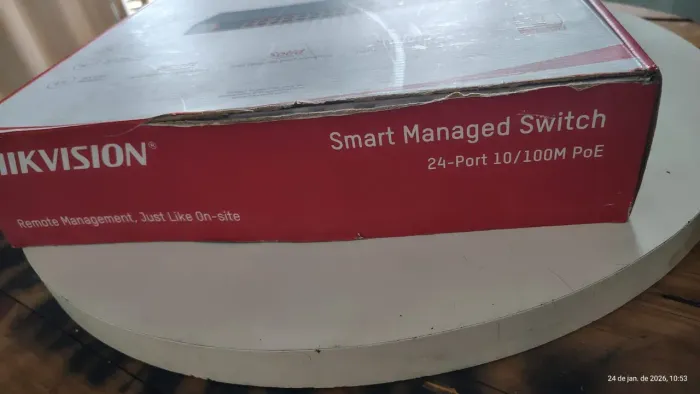 HIKVISION®
Smart Managed Switch
24-Port 10/100M PoE
Remote Management, Just Like On-site
24 de jan. de 2026, 10:53